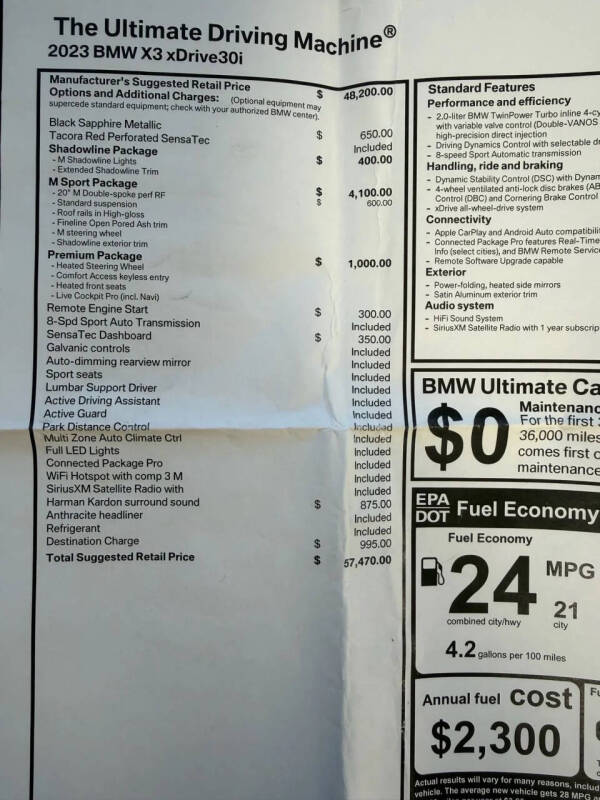 The Ultimate Driving Machine®
2023 BMW X3 xDrive30i
Manufacturer's Suggested Retail Price $ 48,200.00
Options and Additional Charges: (Optional equipment may
supercede standard equipment; check with your authorized BMW center).
Black Sapphire Metallic $ 650.00
Tacora Red Perforated SensaTec Included
Shadowline Package $ 400.00
- M Shadowline Lights
- Extended Shadowline Trim
M Sport Package $ 4,100.00
- 20" M Double-spoke perf RF $ 600.00
- Standard suspension
- Roof rails in High-gloss
- Fineline Open Pored Ash trim
- M steering wheel
- Shadowline exterior trim
Premium Package $ 1,000.00
- Heated Steering Wheel
- Comfort Access keyless entry
- Heated front seats
- Live Cockpit Pro (incl. Navi)
Remote Engine Start $ 300.00
8-Spd Sport Auto Transmission Included
SensaTec Dashboard $ 350.00
Galvanic controls Included
Auto-dimming rearview mirror Included
Sport seats Included
Lumbar Support Driver Included
Active Driving Assistant Included
Active Guard Included
Park Distance Control Included
Multi Zone Auto Climate Ctrl Included
Full LED Lights Included
Connected Package Pro Included
WiFi Hotspot with comp 3 M Included
SiriusXM Satellite Radio with Included
Harman Kardon surround sound $ 875.00
Anthracite headliner Included
Refrigerant Included
Destination Charge $ 995.00
Total Suggested Retail Price $ 57,470.00
Standard Features
Performance and efficiency
- 2.0-liter BMW TwinPower Turbo inline
with variable valve control (Double-VANOS
high-precision direct injection
- Driving Dynamics Control with selectable
- 8-speed Sport Automatic transmission
Handling, ride and braking
- Dynamic Stability Control (DSC) with
- 4-wheel ventilated anti-lock disc brakes
Control (DBC) and Cornering Brake Control
- xDrive all-wheel-drive system
Connectivity
- Apple CarPlay and Android Auto
- Connected Package Pro features Real-Time
Info (select cities), and BMW Remote
- Remote Software Upgrade capable
Exterior
- Power-folding, heated side mirrors
- Satin Aluminum exterior trim
Audio system
- HiFi Sound System
- SiriusXM Satellite Radio with 1 year
BMW Ultimate
$0
For the first
36,000 miles
comes first
maintenance
EPA
DOT Fuel Economy
Fuel Economy
24 MPG
21
combined city/hwy city
4.2 gallons per 100 miles
Annual fuel cost
$2,300
Actual results will vary for many reasons,
vehicle. The average new vehicle gets 28 MPG